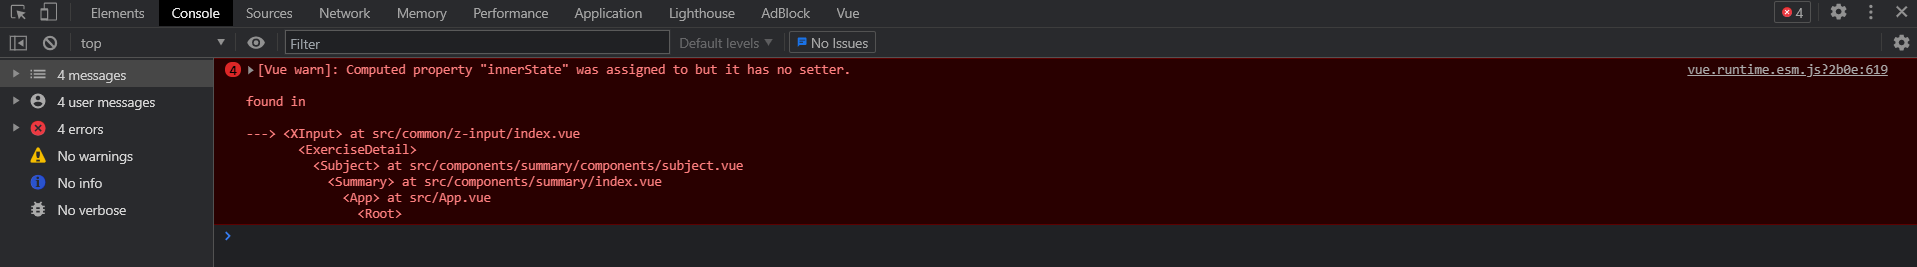 Elements Console Sources Network Memory Performance Application Lighthouse AdBlock Vue 4
top Filter Default levels No Issues
4 messages
4 user messages
4 errors
No warnings
No info
No verbose
4 [Vue warn]: Computed property "innerState" was assigned to but it has no setter. vue.runtime.esm.js?2b0e:619
found in
---> <XInput> at src/common/z-input/index.vue
<ExerciseDetail>
<Subject> at src/components/summary/components/subject.vue
<Summary> at src/components/summary/index.vue
<App> at src/App.vue
<Root>